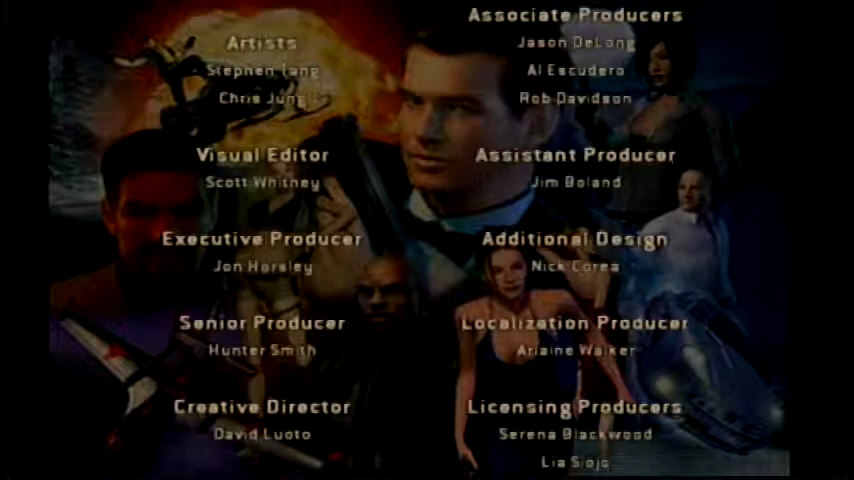 Artists
Stephen Lang
Chris Jung
Visual Editor
Scott Whitney
Executive Producer
Jon Horsley
Senior Producer
Hunter Smith
Creative Director
David Luoto
Associate Producers
Jason DeLong
Al Escudero
Rob Davidson
Assistant Producer
Jim Boland
Additional Design
Nick Corea
Localization Producer
Ariaine Walker
Licensing Producers
Serena Blackwood
Lia Siojo